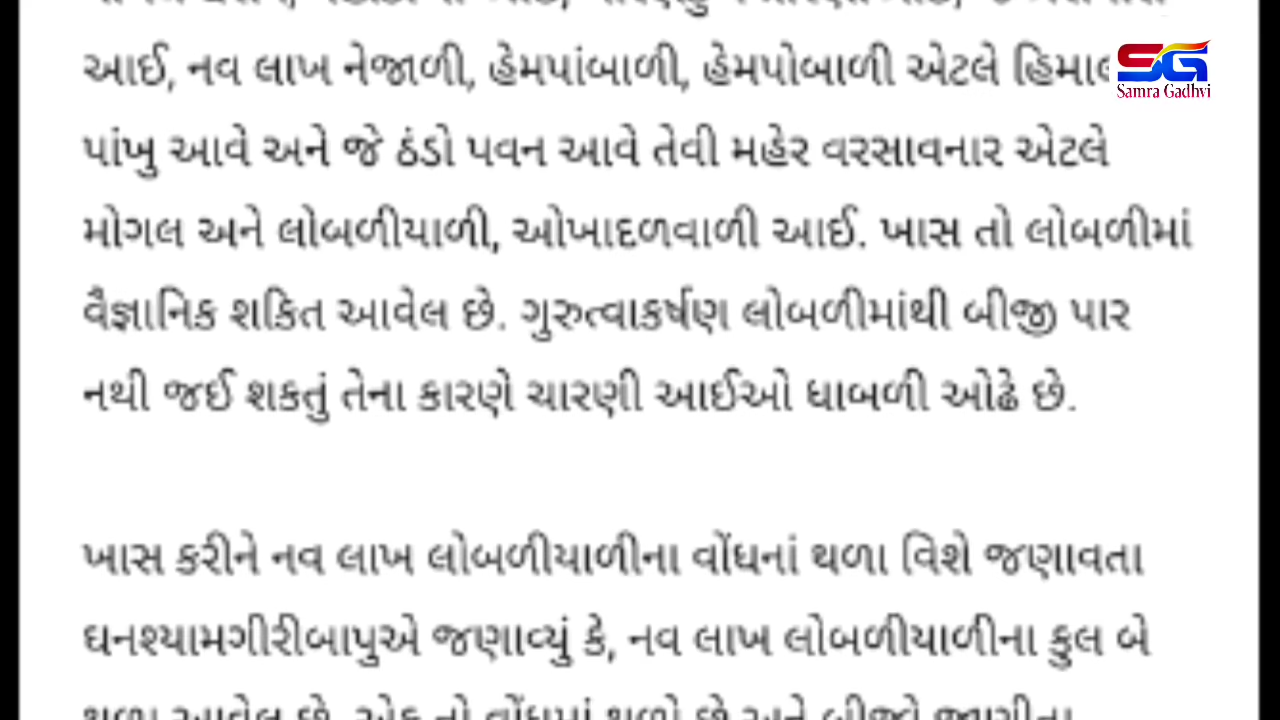 આઈ, નવ લાખ નેજાળી, હેમપાંબાળી, હેમપોબાળી એટલે
SG
Samra Gadhvi
પાંખુ આવે અને જે ઠંડો પવન આવે તેવી મહેર વરસાવનાર એટલે
મોગલ અને લોબળીયાળી, ઓખાદળવાળી આઈ. ખાસ તો લોબળીમાં
વૈજ્ઞાનિક શકિત આવેલ છે. ગુરુત્વાકર્ષણ લોબળીમાંથી બીજી પાર
નથી જઈ શકતું તેના કારણે ચારણી આઈઓ ધાબળી ઓઢે છે.
ખાસ કરીને નવ લાખ લોબળીયાળીના વોંધનાં થળા વિશે જણાવતા
ઘનશ્યામગીરીબાપુએ જણાવ્યું કે, નવ લાખ લોબળીયાળીના કુલ બે